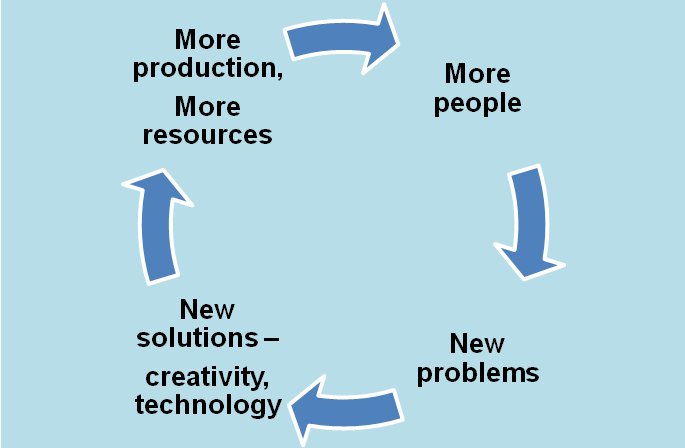 More
production,
More
resources
More
people
New
problems
New
solutions –
creativity,
technology